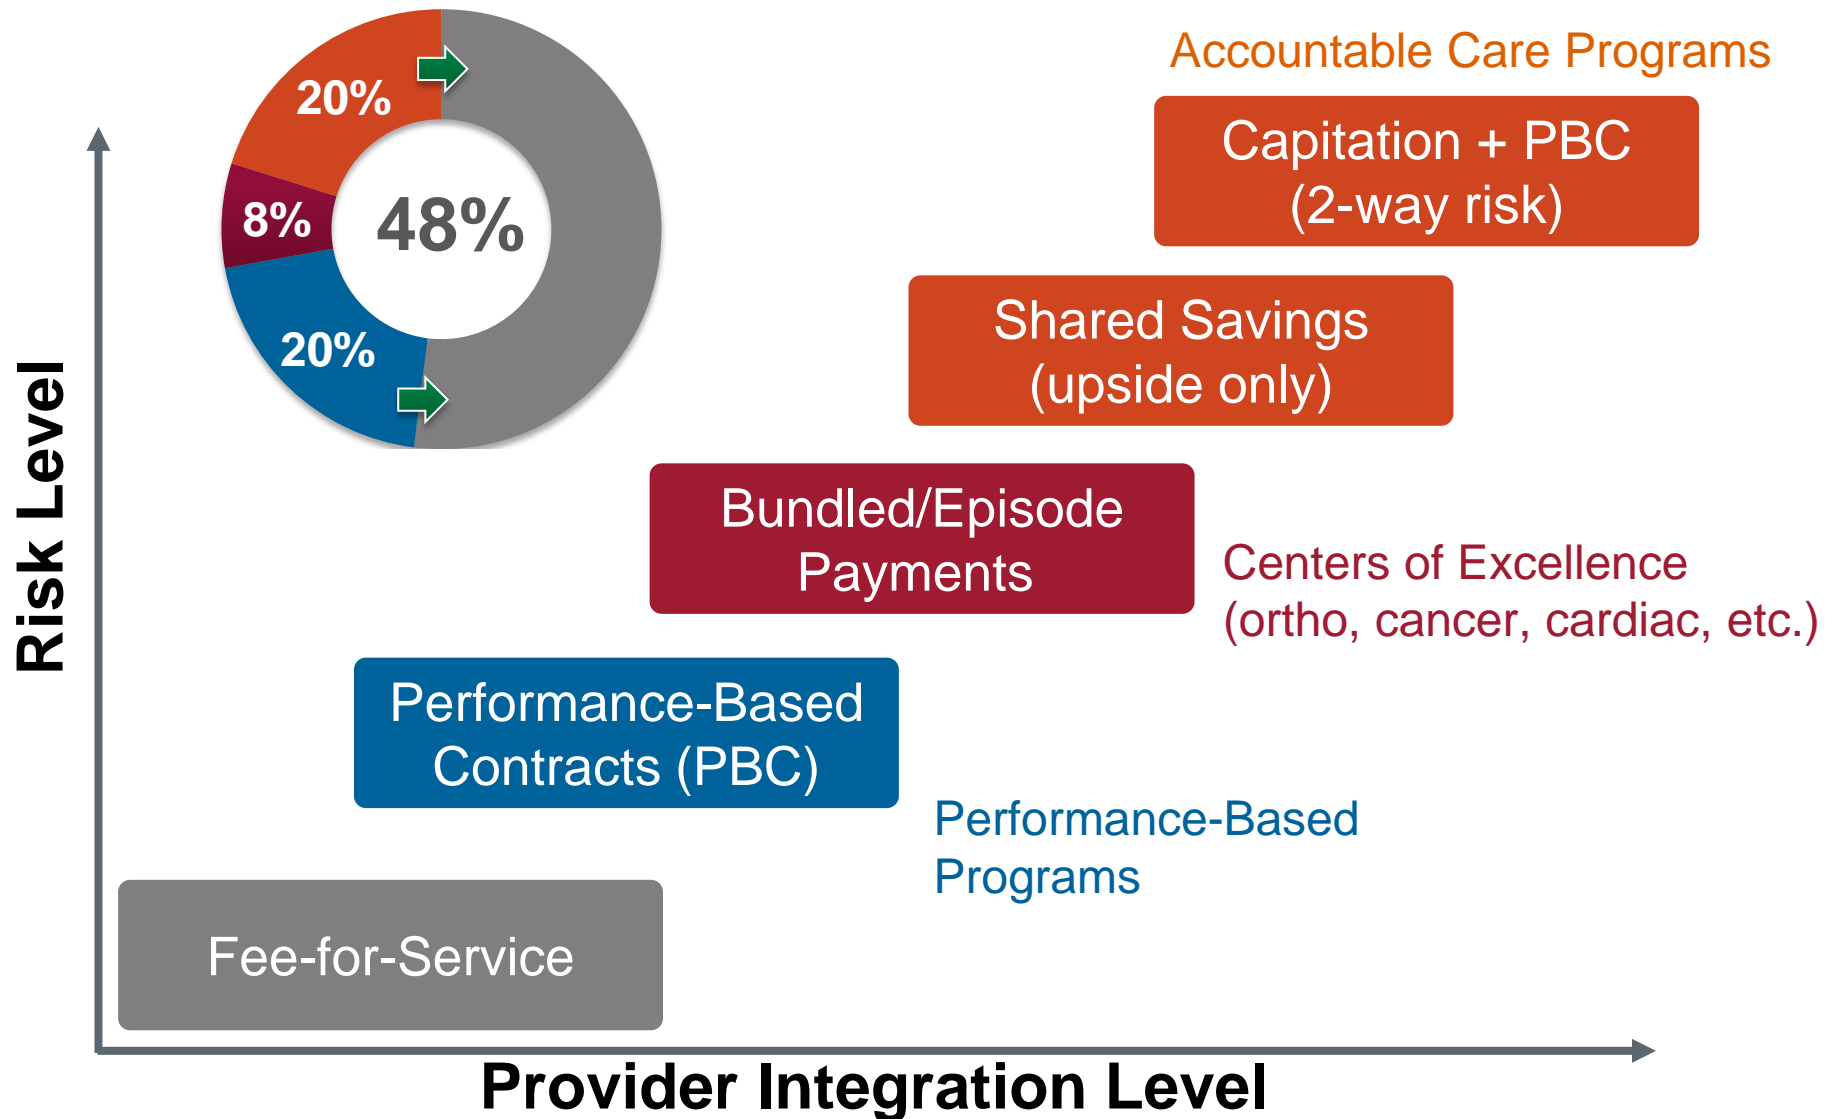 20%
8%
48%
20%
Accountable Care Programs
Capitation + PBC
(2-way risk)
Shared Savings
(upside only)
Bundled/Episode
Payments
Centers of Excellence
(ortho, cancer, cardiac, etc.)
Performance-Based
Contracts (PBC)
Performance-Based
Programs
Fee-for-Service
Risk Level
Provider Integration Level